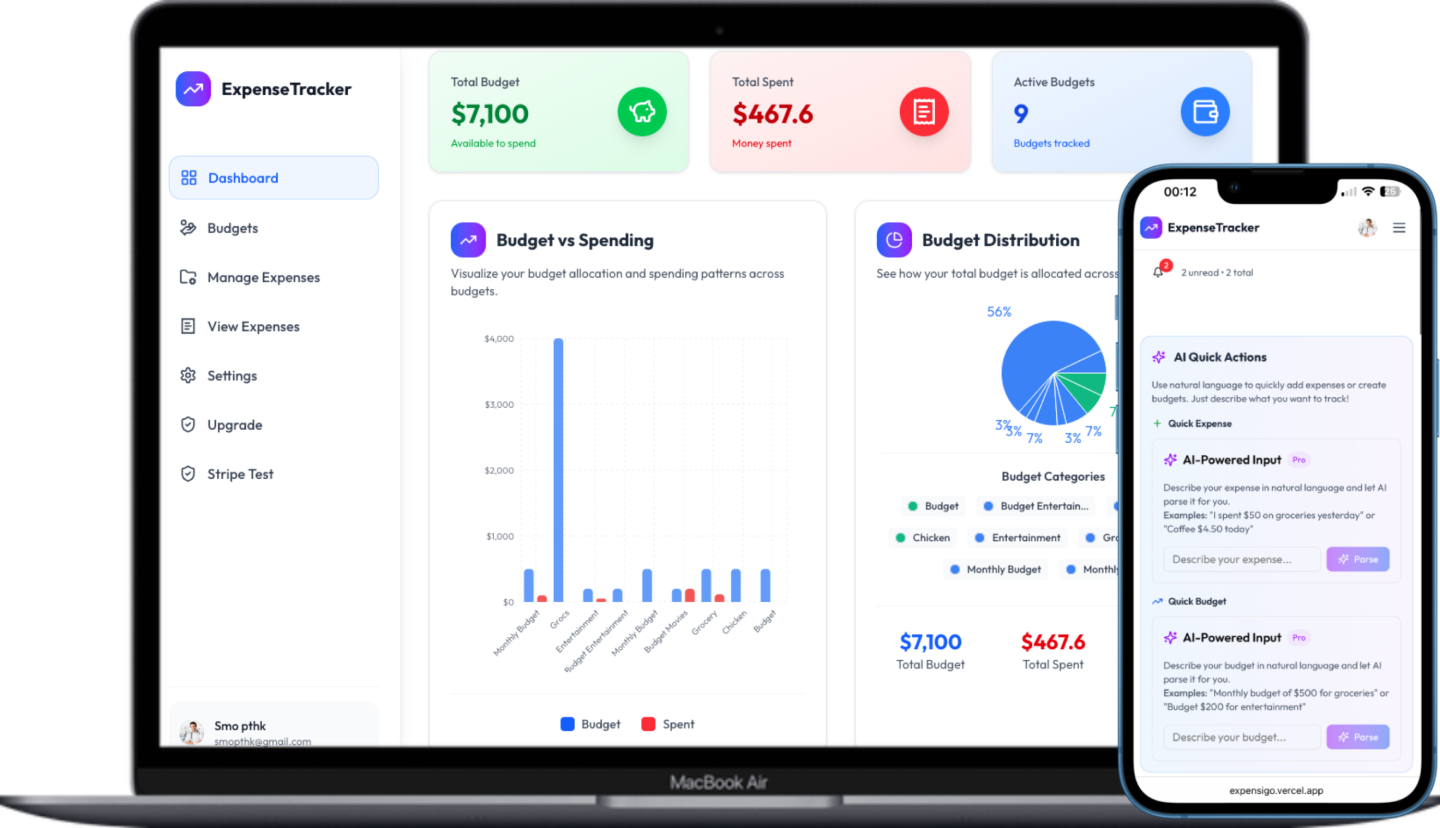 ExpenseTracker
Dashboard
Budgets
Manage Expenses
View Expenses
Settings
Upgrade
Stripe Test
Smo pthk
smopthk@gmail.com
Total Budget
$7,100
Available to spend
Total Spent
$467.6
Money spent
Active Budgets
9
Budgets tracked
Budget vs Spending
Visualize your budget allocation and spending patterns across
budgets.
$4,000
$3,000
$2,000
$1,000
$0
Monthly Budget
Grocs
Entertainment
Budget Entertainment
Monthly Budget
Budget Movies
Grocery
Chicken
Budget
Budget
Spent
Budget Distribution
See how your total budget is allocated across
56%
3%
3%
7%
3%
7%
7
Budget Categories
Budget
Budget Entertain...
Chicken
Entertainment
Gro
Monthly Budget
Monthly
$7,100
Total Budget
$467.6
Total Spent
MacBook Air
00:12
25
ExpenseTracker
2
2 unread • 2 total
AI Quick Actions
Use natural language to quickly add expenses or create
budgets. Just describe what you want to track!
Quick Expense
AI-Powered Input Pro
Describe your expense in natural language and let AI
parse it for you.
Examples: "I spent $50 on groceries yesterday" or
"Coffee $4.50 today"
Describe your expense...
Parse
Quick Budget
AI-Powered Input Pro
Describe your budget in natural language and let AI
parse it for you.
Examples: "Monthly budget of $500 for groceries" or
"Budget $200 for entertainment"
Describe your budget...
Parse
expensigo.vercel.app